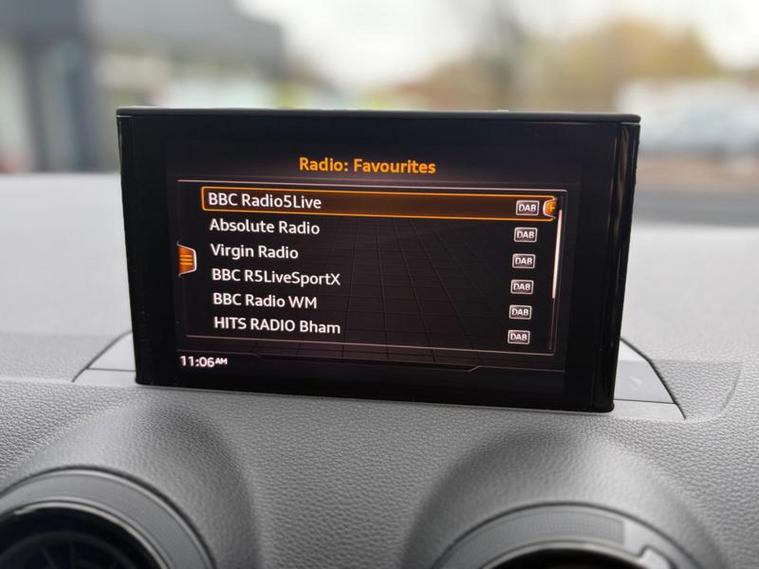 Radio: Favourites
BBC Radio5Live DAB
Absolute Radio DAB
Virgin Radio DAB
BBC R5LiveSportX DAB
BBC Radio WM DAB
HITS RADIO Bham DAB
11:06AM